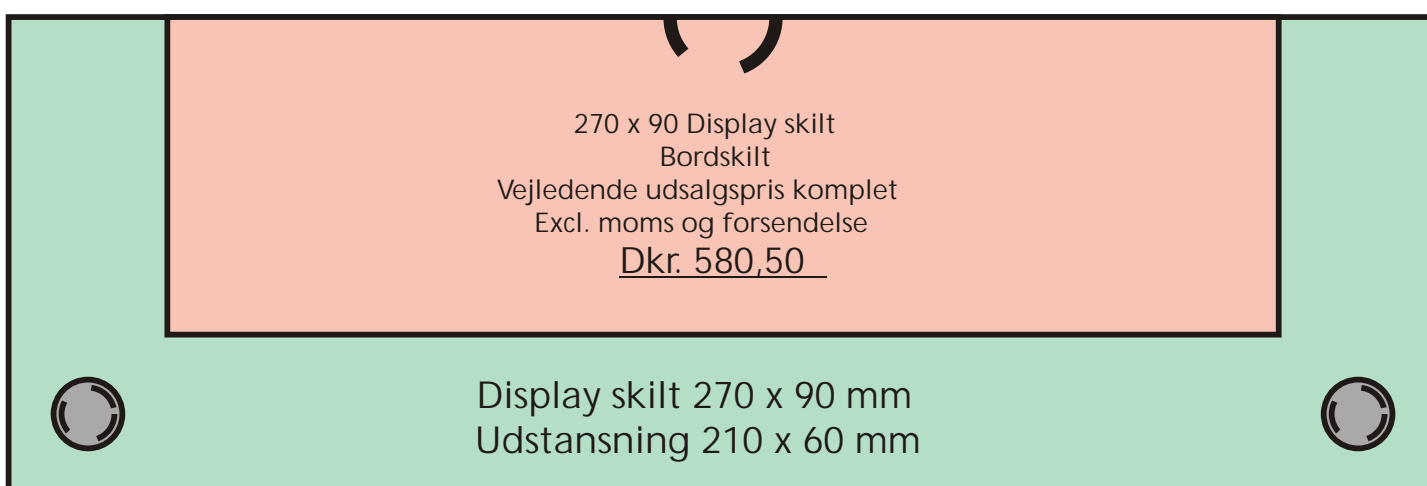 270 x 90 Display skilt
Bordskilt
Vejledende udsalgspris komplet
Excl. moms og forsendelse
Dkr. 580,50
Display skilt 270 x 90 mm
Udstansning 210 x 60 mm